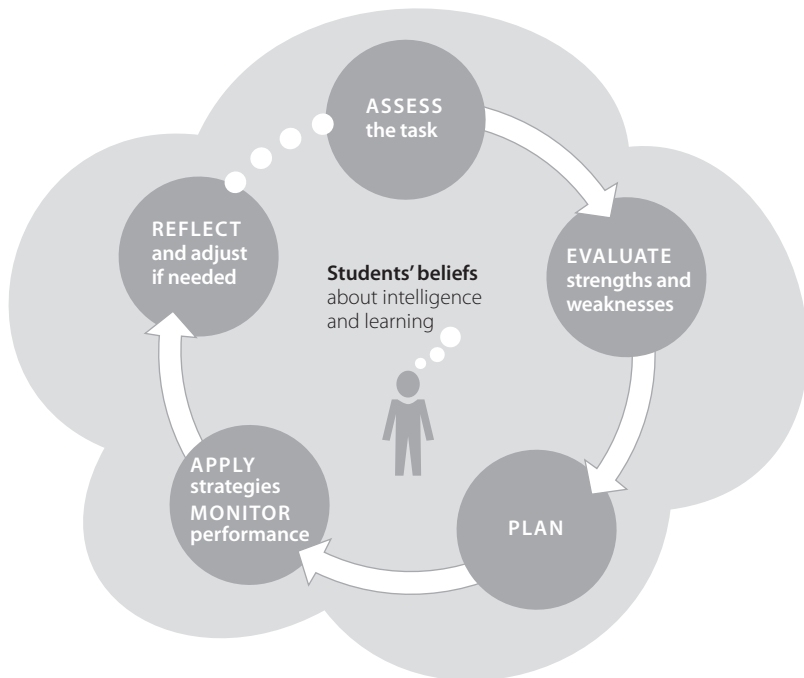 ASSESS
the task
EVALUATE
strengths and
weaknesses
PLAN
APPLY
strategies
MONITOR
performance
REFLECT
and adjust
if needed
Students’ beliefs
about intelligence
and learning